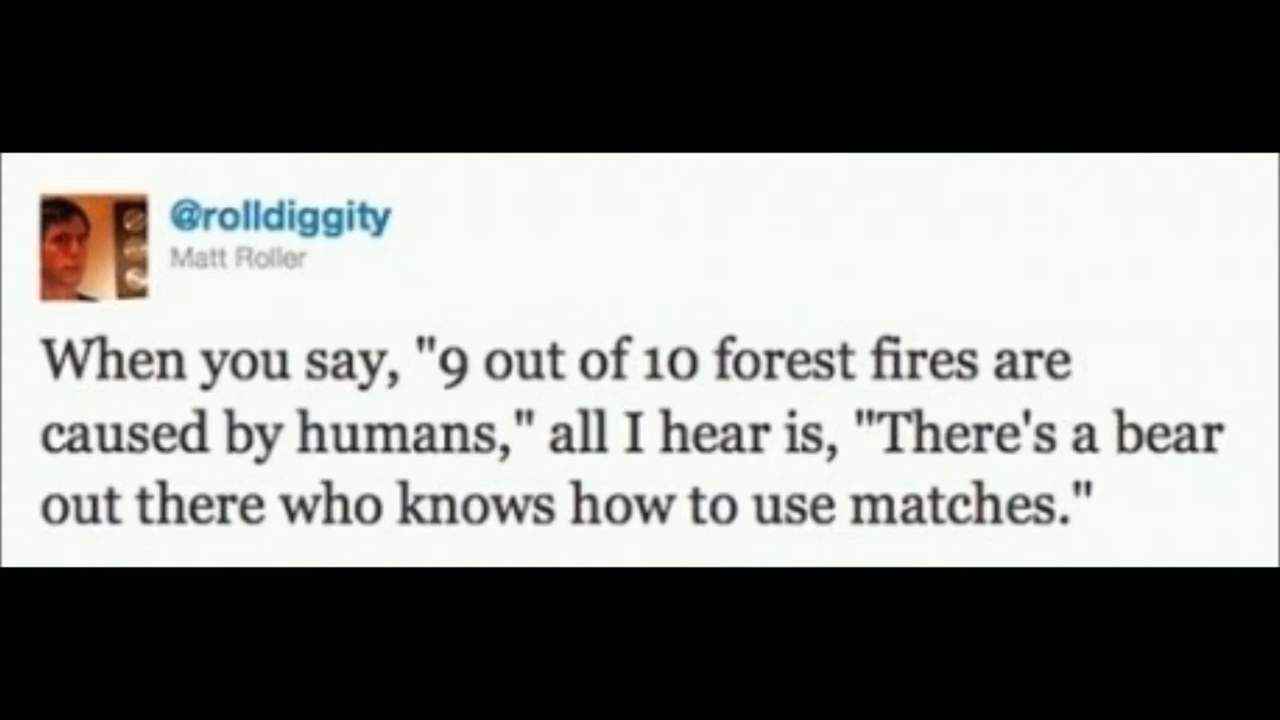 @rolldiggity
Matt Roller
When you say, "9 out of 10 forest fires are
caused by humans," all I hear is, "There's a bear
out there who knows how to use matches."